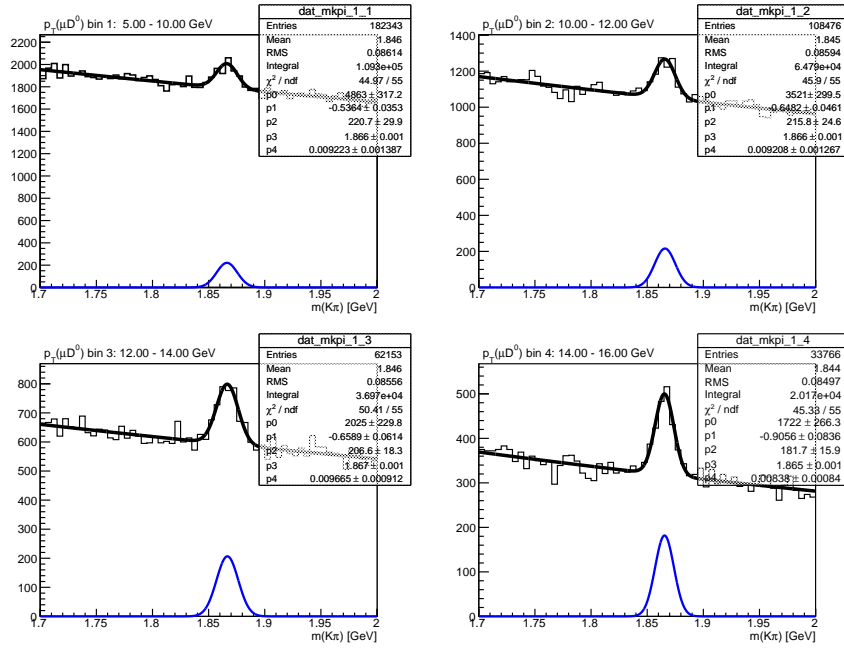 p_T(μD⁰) bin 1: 5.00 - 10.00 GeV
dat_mkpi_1_1
Entries 182343
Mean 1.846
RMS 0.08614
Integral 1.093e+05
χ² / ndf 44.97 / 55
p0 4863 ± 317.2
p1 -0.5364 ± 0.0353
p2 220.7 ± 29.9
p3 1.866 ± 0.001
p4 0.009223 ± 0.001387
2200
2000
1800
1600
1400
1200
1000
800
600
400
200
0
1.7 1.75 1.8 1.85 1.9 1.95 2
m(Kπ) [GeV]
p_T(μD⁰) bin 2: 10.00 - 12.00 GeV
dat_mkpi_1_2
Entries 108476
Mean 1.845
RMS 0.08594
Integral 6.479e+04
χ² / ndf 45.9 / 55
p0 3521 ± 299.5
p1 -0.6482 ± 0.0461
p2 215.8 ± 24.6
p3 1.866 ± 0.001
p4 0.009208 ± 0.001267
1400
1200
1000
800
600
400
200
0
1.7 1.75 1.8 1.85 1.9 1.95 2
m(Kπ) [GeV]
p_T(μD⁰) bin 3: 12.00 - 14.00 GeV
dat_mkpi_1_3
Entries 62153
Mean 1.846
RMS 0.08556
Integral 3.697e+04
χ² / ndf 50.41 / 55
p0 2025 ± 229.8
p1 -0.6589 ± 0.0614
p2 206.6 ± 18.3
p3 1.867 ± 0.001
p4 0.009665 ± 0.000912
800
700
600
500
400
300
200
100
0
1.7 1.75 1.8 1.85 1.9 1.95 2
m(Kπ) [GeV]
p_T(μD⁰) bin 4: 14.00 - 16.00 GeV
dat_mkpi_1_4
Entries 33766
Mean 1.844
RMS 0.08497
Integral 2.017e+04
χ² / ndf 45.33 / 55
p0 1722 ± 266.3
p1 -0.9056 ± 0.0836
p2 181.7 ± 15.9
p3 1.865 ± 0.001
p4 0.00838 ± 0.00084
500
400
300
200
100
0
1.7 1.75 1.8 1.85 1.9 1.95 2
m(Kπ) [GeV]